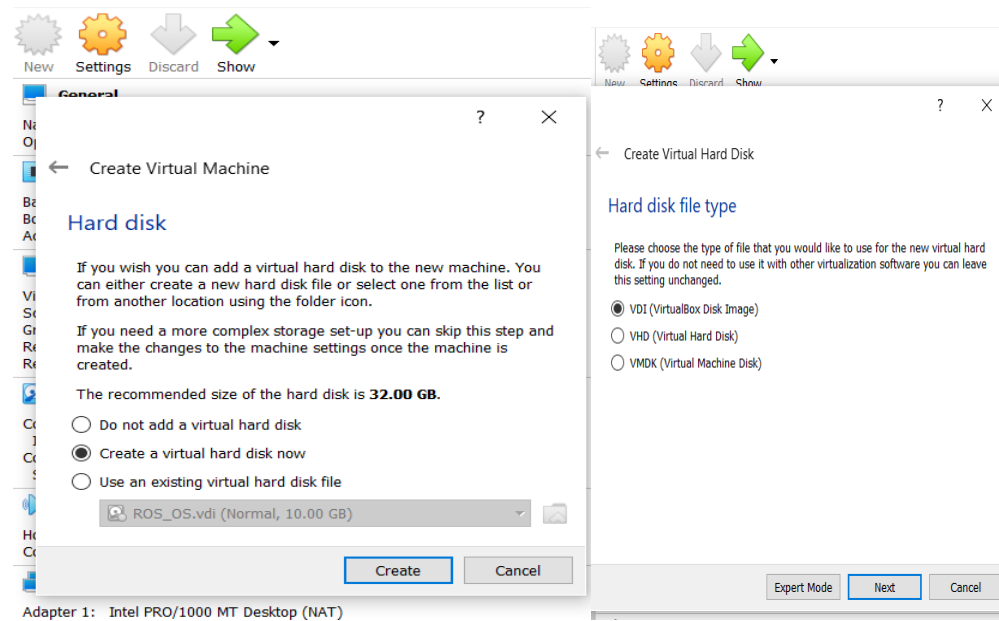 New Settings Discard Show
General
?
Create Virtual Machine
Hard disk
If you wish you can add a virtual hard disk to the new machine. You
can either create a new hard disk file or select one from the list or
from another location using the folder icon.
If you need a more complex storage set-up you can skip this step and
make the changes to the machine settings once the machine is
created.
The recommended size of the hard disk is 32.00 GB.
Do not add a virtual hard disk
Create a virtual hard disk now
Use an existing virtual hard disk file
ROS_OS.vdi (Normal, 10.00 GB)
Create Cancel
Adapter 1: Intel PRO/1000 MT Desktop (NAT)
New Settings Discard Show
?
Create Virtual Hard Disk
Hard disk file type
Please choose the type of file that you would like to use for the new virtual hard
disk. If you do not need to use it with other virtualization software you can leave
this setting unchanged.
VDI (VirtualBox Disk Image)
VHD (Virtual Hard Disk)
VMDK (Virtual Machine Disk)
Expert Mode Next Cancel